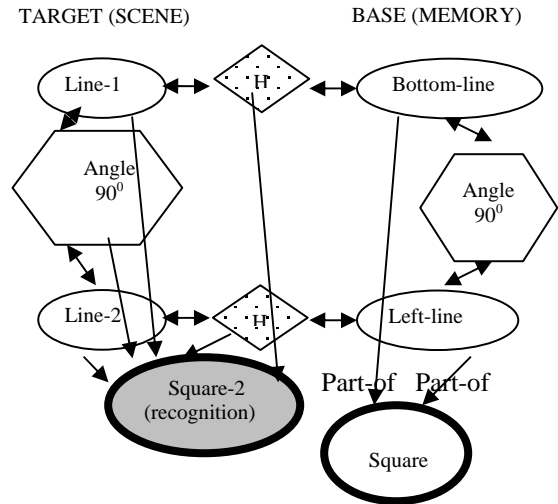 TARGET (SCENE)
BASE (MEMORY)
Line-1
H
Bottom-line
Angle
90⁰
Angle
90⁰
Line-2
H
Left-line
Square-2
(recognition)
Part-of
Part-of
Square